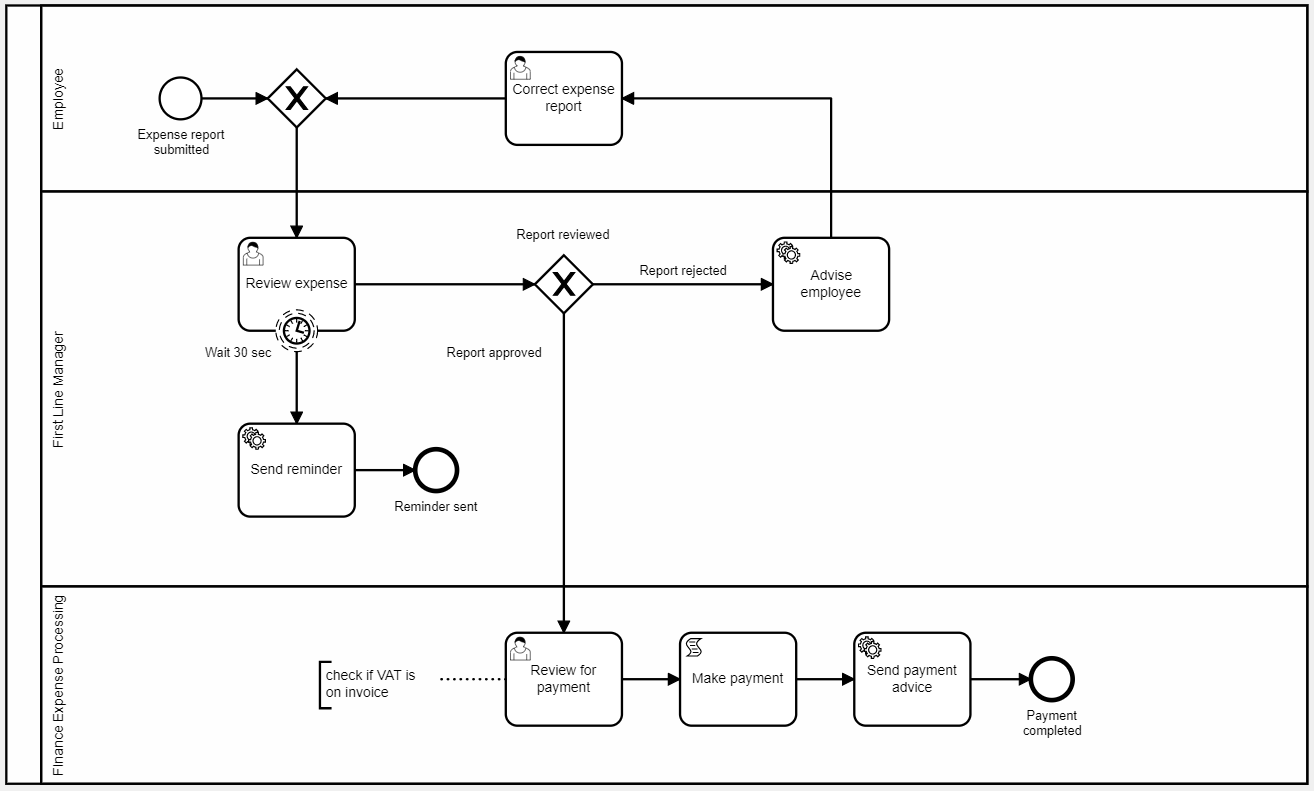 Employee
Expense report
submitted
X
Correct expense
report
First Line Manager
Review expense
Wait 30 sec
Report reviewed
X
Report rejected
Advise
employee
Report approved
Send reminder
Reminder sent
FInance Expense Processing
check if VAT is
on invoice
Review for
payment
Make payment
Send payment
advice
Payment
completed